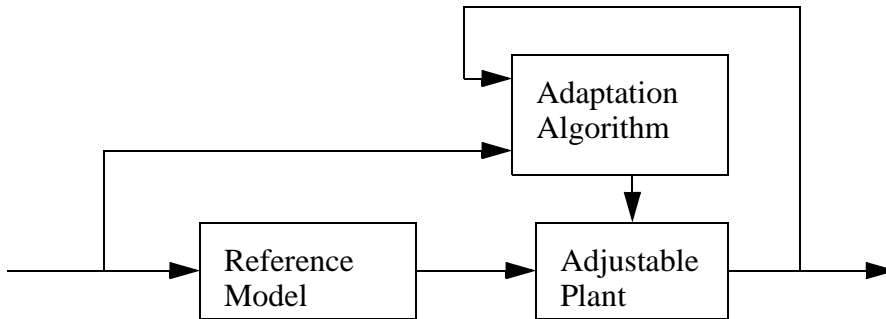 Adaptation
Algorithm
Reference
Model
Adjustable
Plant